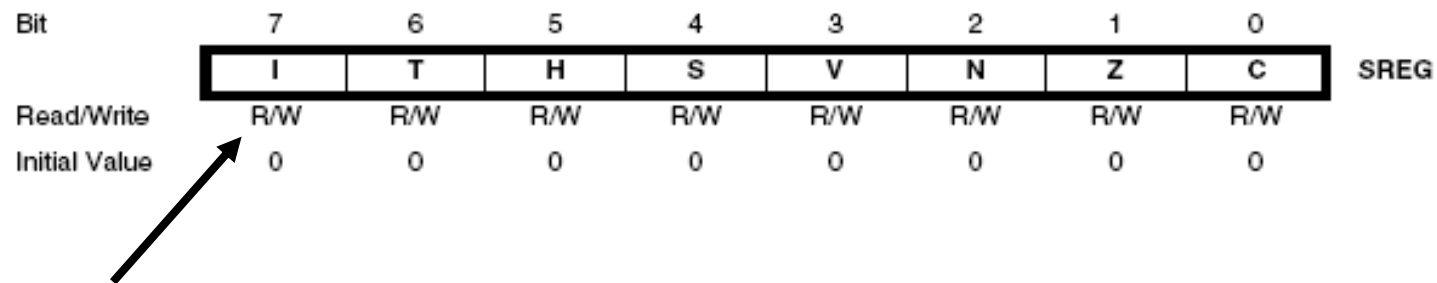 Bit 7 6 5 4 3 2 1 0
I T H S V N Z C SREG
Read/Write R/W R/W R/W R/W R/W R/W R/W R/W
Initial Value 0 0 0 0 0 0 0 0